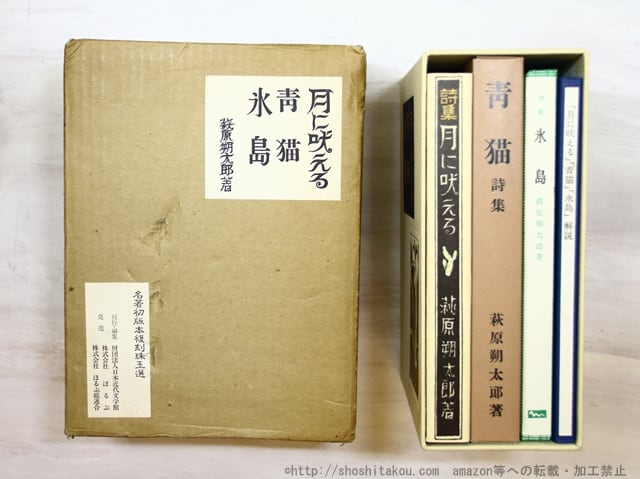 月に吠える
青猫
氷島
萩原朔太郎著
名著初版本複刻珠玉選
刊行・編集 財団法人日本近代文学館
発売 株式会社 ほるぷ
株式会社 ほるぷ総連合
詩集 月に吠える 萩原朔太郎著
青猫 詩集 萩原朔太郎著
詩集 氷島 萩原朔太郎著
「月に吠える」「青猫」「氷島」解説
©http://shoshitakou.com amazon等への転載・加工禁止